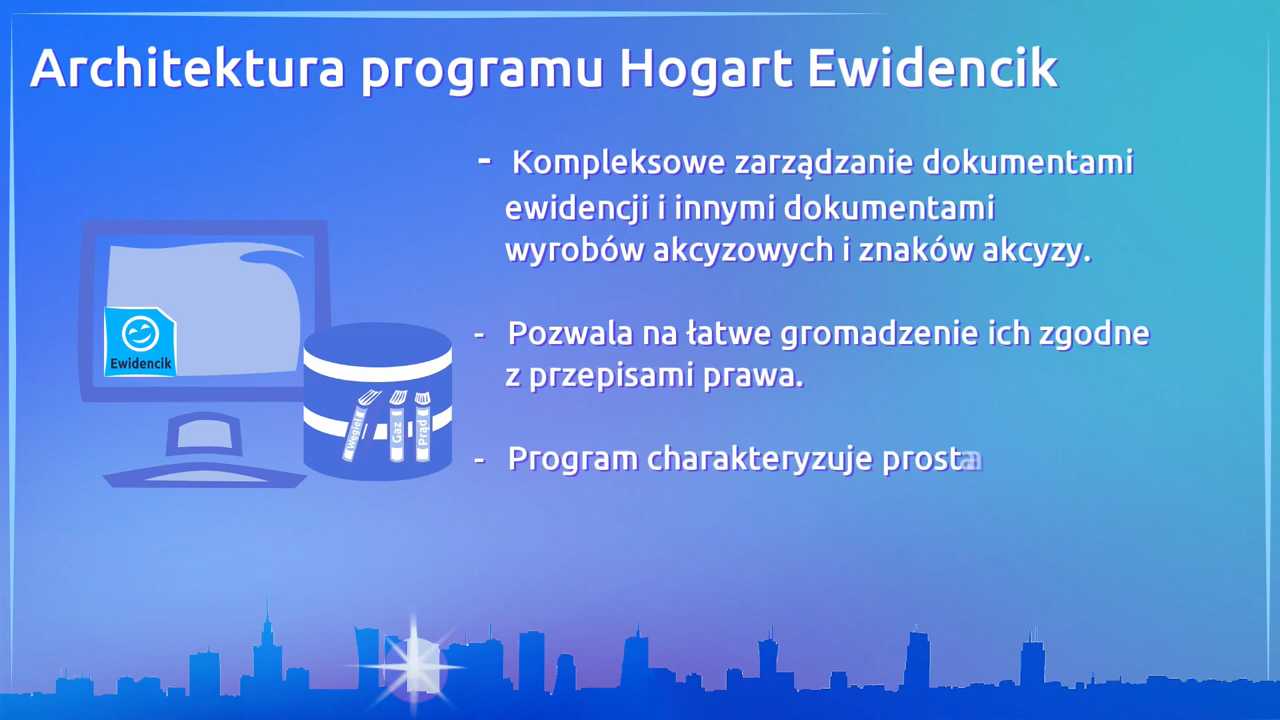 Architektura programu Hogart Ewidencik
- Kompleksowe zarządzanie dokumentami
ewidencji i innymi dokumentami
wyrobów akcyzowych i znaków akcyzy.
- Pozwala na łatwe gromadzenie ich zgodne
z przepisami prawa.
- Program charakteryzuje prosta
Ewidencik
Węgiel
Gaz
Prąd